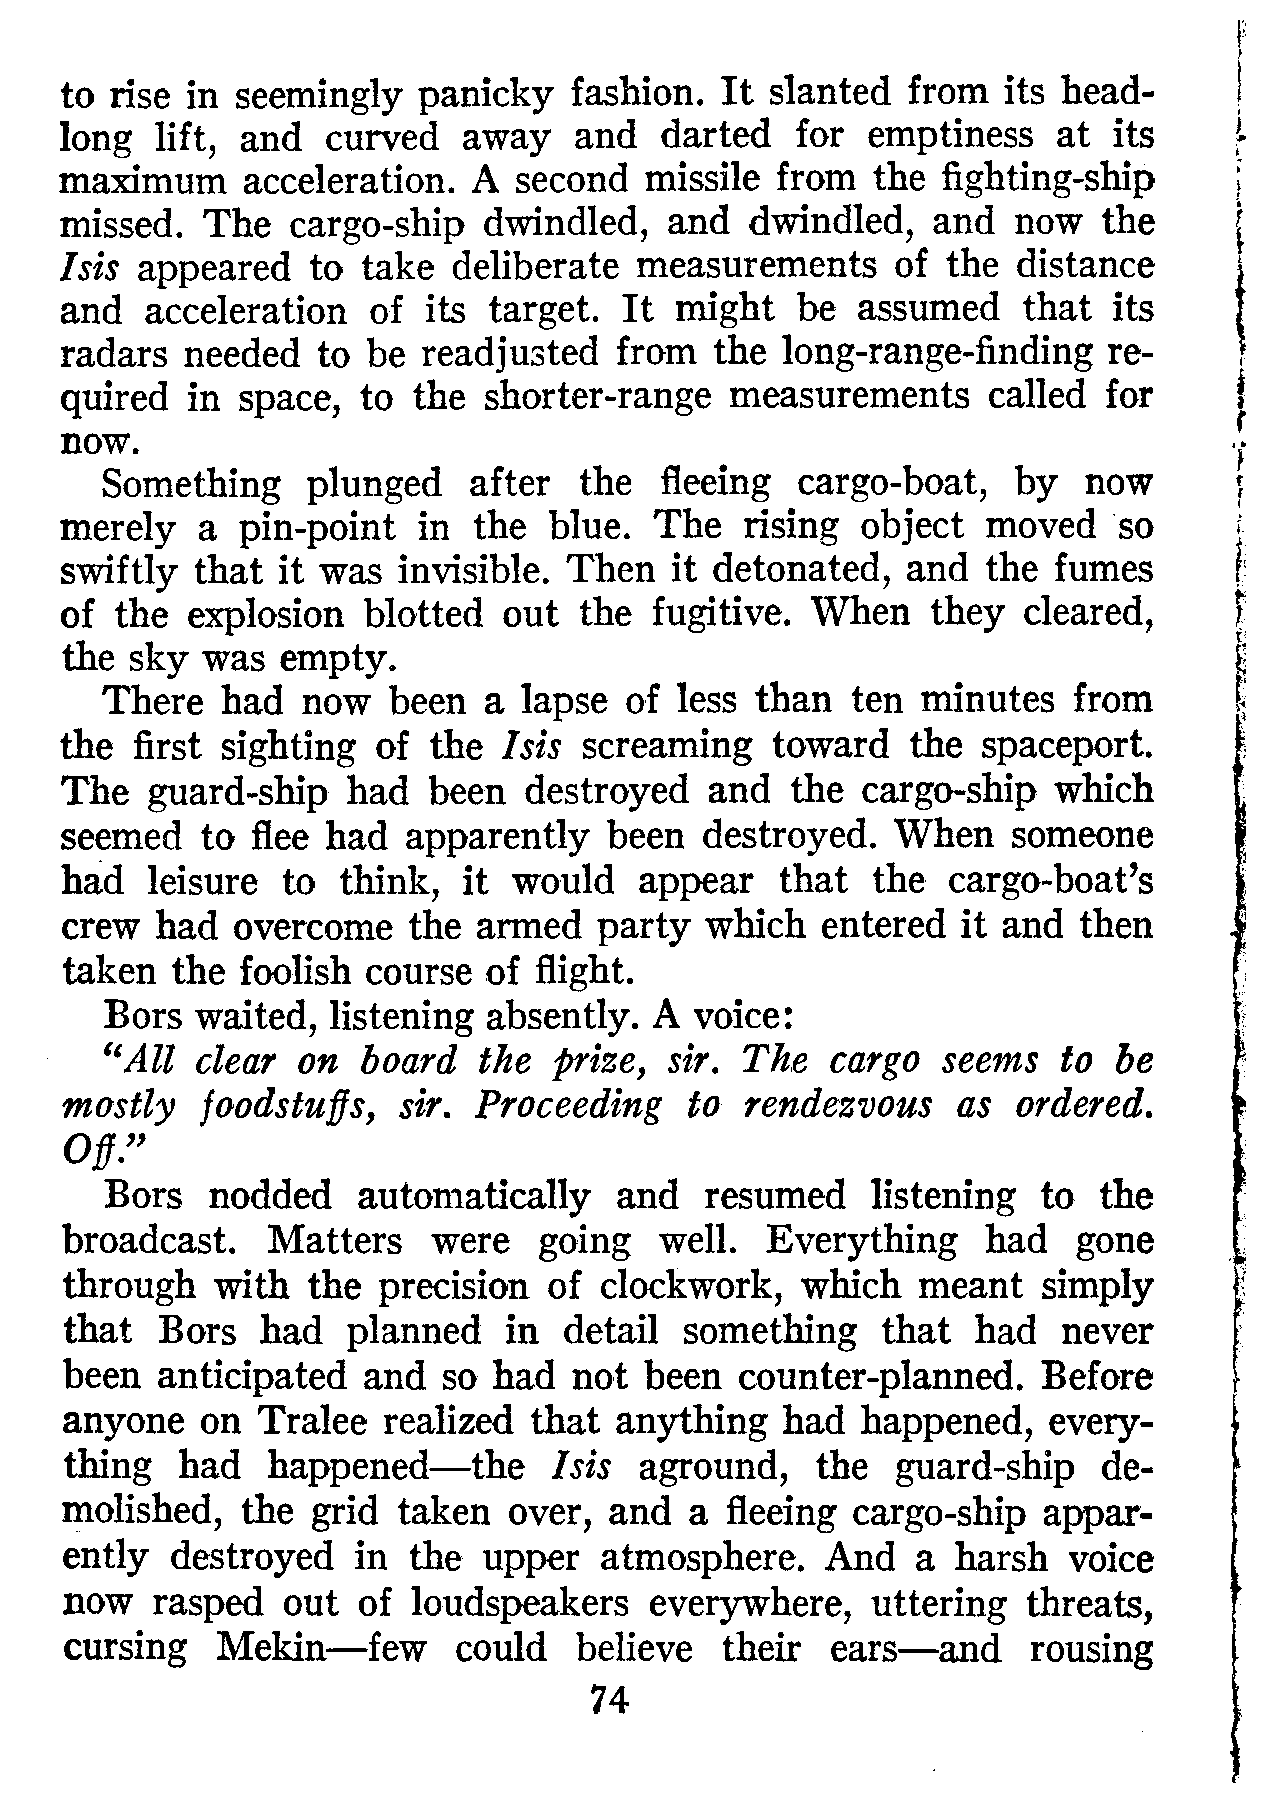 to rise in seemingly panicky fashion. It slanted from its head-
long lift, and curved away and darted for emptiness at its
maximum acceleration. A second missile from the fighting-ship
missed. The cargo-ship dwindled, and dwindled, and now the
Isis appeared to take deliberate measurements of the distance
and acceleration of its target. It might be assumed that its
radars needed to be readjusted from the long-range-finding re-
quired in space, to the shorter-range measurements called for
now.
Something plunged after the fleeing cargo-boat, by now
merely a pin-point in the blue. The rising object moved so
swiftly that it was invisible. Then it detonated, and the fumes
of the explosion blotted out the fugitive. When they cleared,
the sky was empty.
There had now been a lapse of less than ten minutes from
the first sighting of the Isis screaming toward the spaceport.
The guard-ship had been destroyed and the cargo-ship which
seemed to flee had apparently been destroyed. When someone
had leisure to think, it would appear that the cargo-boat's
crew had overcome the armed party which entered it and then
taken the foolish course of flight.
Bors waited, listening absently. A voice:
“All clear on board the prize, sir. The cargo seems to be
mostly foodstuffs, sir. Proceeding to rendezvous as ordered.
Off.”
Bors nodded automatically and resumed listening to the
broadcast. Matters were going well. Everything had gone
through with the precision of clockwork, which meant simply
that Bors had planned in detail something that had never
been anticipated and so had not been counter-planned. Before
anyone on Tralee realized that anything had happened, every-
thing had happened—the Isis aground, the guard-ship de-
molished, the grid taken over, and a fleeing cargo-ship appar-
ently destroyed in the upper atmosphere. And a harsh voice
now rasped out of loudspeakers everywhere, uttering threats,
cursing Mekin—few could believe their ears—and rousing
74